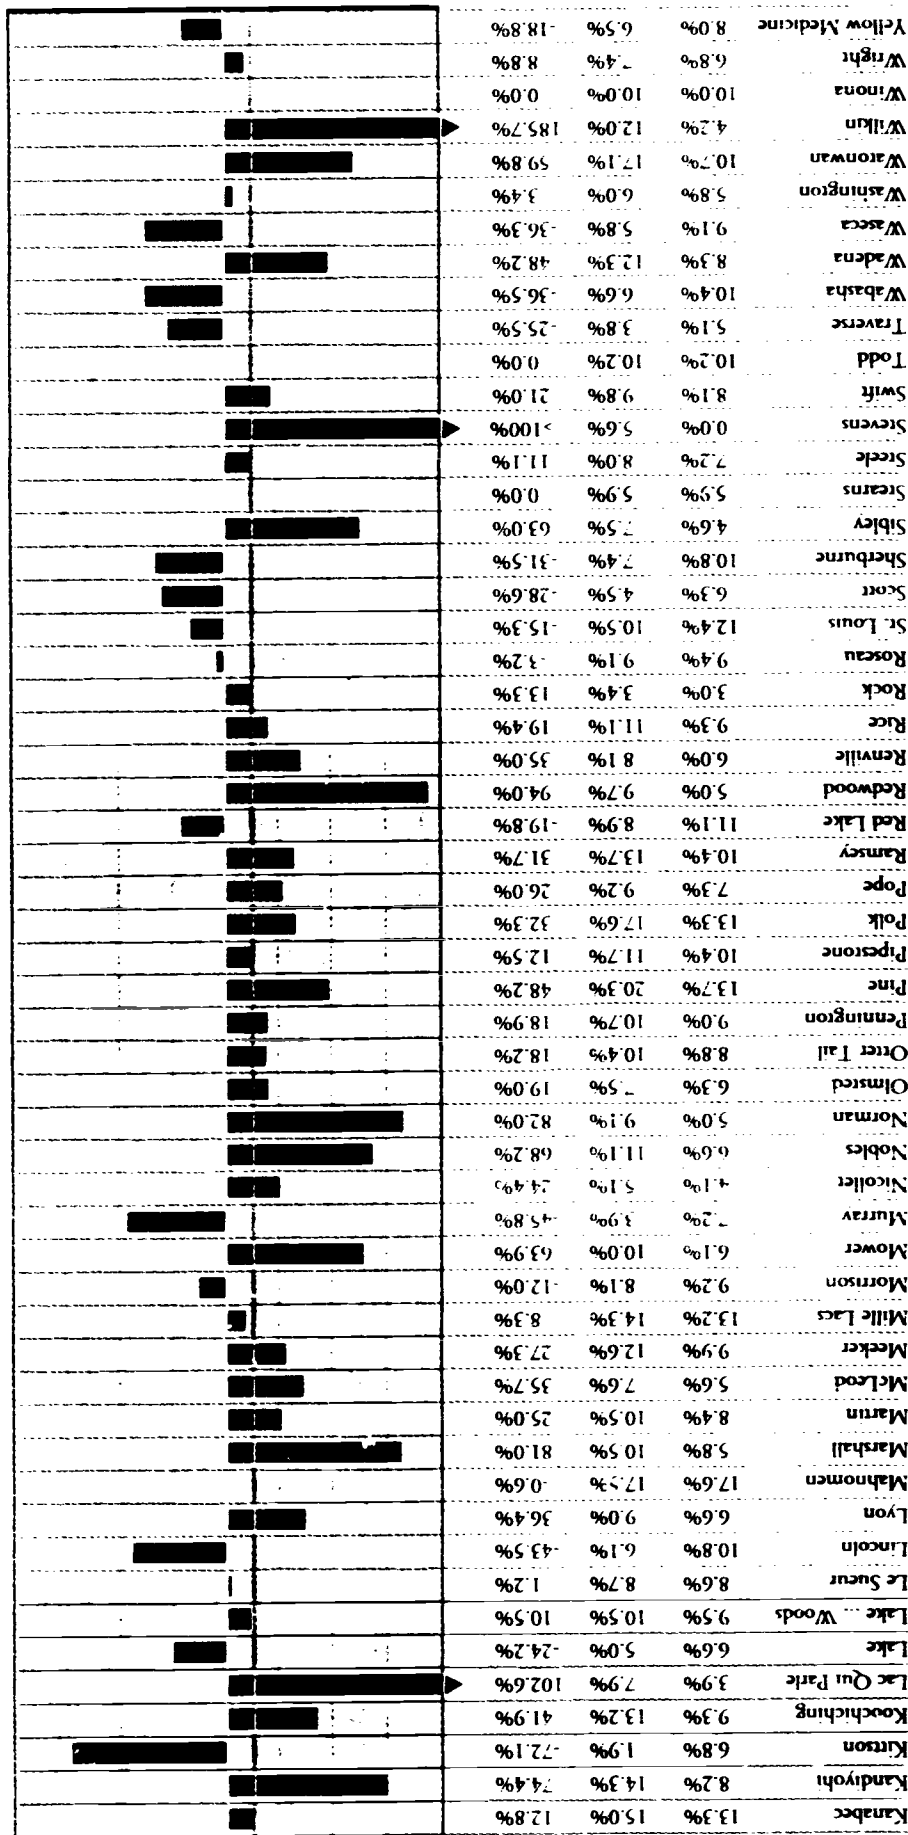 Kanabec 13.3% 15.0% 12.8%
Kandiyohi 8.2% 14.3% 74.4%
Kittson 6.8% 1.9% -72.1%
Koochiching 9.3% 13.2% 41.9%
Lac Qui Parle 3.9% 7.9% 102.6%
Lake 6.6% 5.0% -24.2%
Lake ... Woods 9.5% 10.5% 10.5%
Le Sueur 8.6% 8.7% 1.2%
Lincoln 10.8% 6.1% -43.5%
Lyon 6.6% 9.0% 36.4%
Mahnomen 17.6% 17.5% -0.6%
Marshall 5.8% 10.5% 81.0%
Martin 8.4% 10.5% 25.0%
McLeod 5.6% 7.6% 35.7%
Meeker 9.9% 12.6% 27.3%
Mille Lacs 13.2% 14.3% 8.3%
Morrison 9.2% 8.1% -12.0%
Mower 6.1% 10.0% 63.9%
Murray 7.2% 3.9% -45.8%
Nicollet 4.1% 5.1% 24.4%
Nobles 6.6% 11.1% 68.2%
Norman 5.0% 9.1% 82.0%
Olmsted 6.3% 7.5% 19.0%
Otter Tail 8.8% 10.4% 18.2%
Pennington 9.0% 10.7% 18.9%
Pine 13.7% 20.3% 48.2%
Pipestone 10.4% 11.7% 12.5%
Polk 13.3% 17.6% 32.3%
Pope 7.3% 9.2% 26.0%
Ramsey 10.4% 13.7% 31.7%
Red Lake 11.1% 8.9% -19.8%
Redwood 5.0% 9.7% 94.0%
Renville 6.0% 8.1% 35.0%
Rice 9.3% 11.1% 19.4%
Rock 3.0% 3.4% 13.3%
Roseau 9.4% 9.1% -3.2%
St. Louis 12.4% 10.5% -15.3%
Scott 6.3% 4.5% -28.6%
Sherburne 10.8% 7.4% -31.5%
Sibley 4.6% 7.5% 63.0%
Stearns 5.9% 5.9% 0.0%
Steele 7.2% 8.0% 11.1%
Stevens 0.0% 5.6% >100%
Swift 8.1% 9.8% 21.0%
Todd 10.2% 10.2% 0.0%
Traverse 5.1% 3.8% -25.5%
Wabasha 10.4% 6.6% -36.5%
Wadena 8.3% 12.3% 48.2%
Waseca 9.1% 5.8% -36.3%
Washington 5.8% 6.0% 3.4%
Watonwan 10.7% 17.1% 59.8%
Wilkin 4.2% 12.0% 185.7%
Winona 10.0% 10.0% 0.0%
Wright 6.8% 7.4% 8.8%
Yellow Medicine 8.0% 6.5% -18.8%